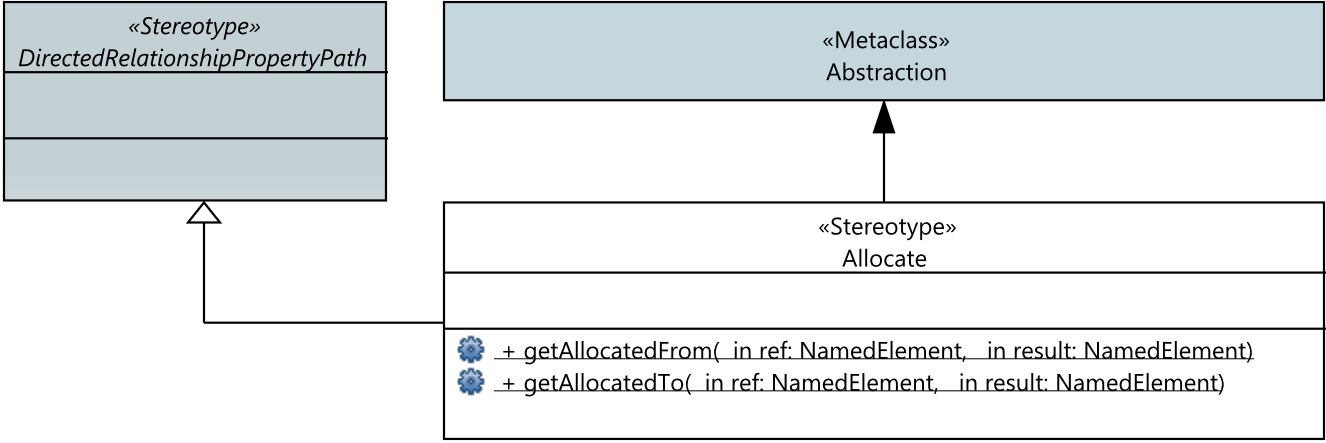 «Stereotype»
DirectedRelationshipPropertyPath
«Metaclass»
Abstraction
«Stereotype»
Allocate
+ getAllocatedFrom(  in ref: NamedElement,   in result: NamedElement)
+ getAllocatedTo(  in ref: NamedElement,   in result: NamedElement)